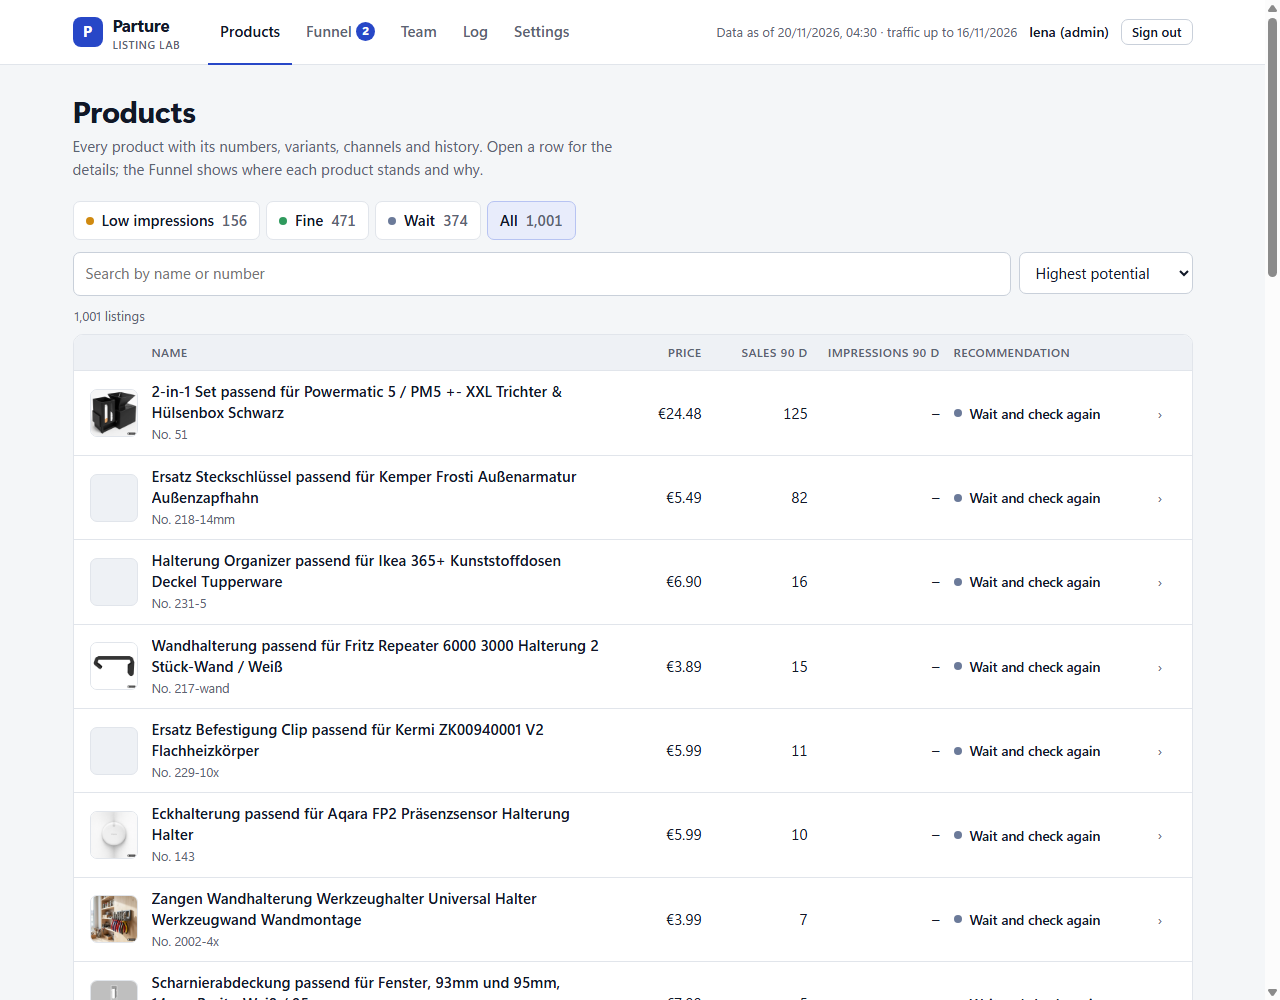 P
Parture
LISTING LAB
Products
Funnel 2
Team
Log
Settings
Data as of 20/11/2026, 04:30 · traffic up to 16/11/2026
lena (admin)
Sign out
Products
Every product with its numbers, variants, channels and history. Open a row for the
details; the Funnel shows where each product stands and why.
Low impressions 156
Fine 471
Wait 374
All 1,001
Search by name or number
Highest potential
1,001 listings
NAME PRICE SALES 90 D IMPRESSIONS 90 D RECOMMENDATION
2-in-1 Set passend für Powermatic 5 / PM5 +- XXL Trichter &
Hülsenbox Schwarz
No. 51
€24.48 125 – Wait and check again ›
Ersatz Steckschlüssel passend für Kemper Frosti Außenarmatur
Außenzapfhahn
No. 218-14mm
€5.49 82 – Wait and check again ›
Halterung Organizer passend für Ikea 365+ Kunststoffdosen
Deckel Tupperware
No. 231-5
€6.90 16 – Wait and check again ›
Wandhalterung passend für Fritz Repeater 6000 3000 Halterung 2
Stück-Wand / Weiß
No. 217-wand
€3.89 15 – Wait and check again ›
Ersatz Befestigung Clip passend für Kermi ZK00940001 V2
Flachheizkörper
No. 229-10x
€5.99 11 – Wait and check again ›
Eckhalterung passend für Aqara FP2 Präsenzsensor Halterung
Halter
No. 143
€5.99 10 – Wait and check again ›
Zangen Wandhalterung Werkzeughalter Universal Halter
Werkzeugwand Wandmontage
No. 2002-4x
€3.99 7 – Wait and check again ›
Scharnierabdeckung passend für Fenster, 93mm und 95mm,